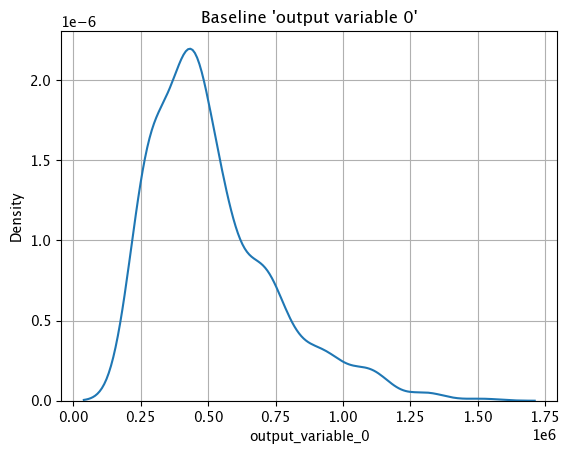 Baseline 'output variable 0'
1e−6
2.0
1.5
1.0
0.5
0.0
Density
0.00 0.25 0.50 0.75 1.00 1.25 1.50 1.75
1e6
output_variable_0